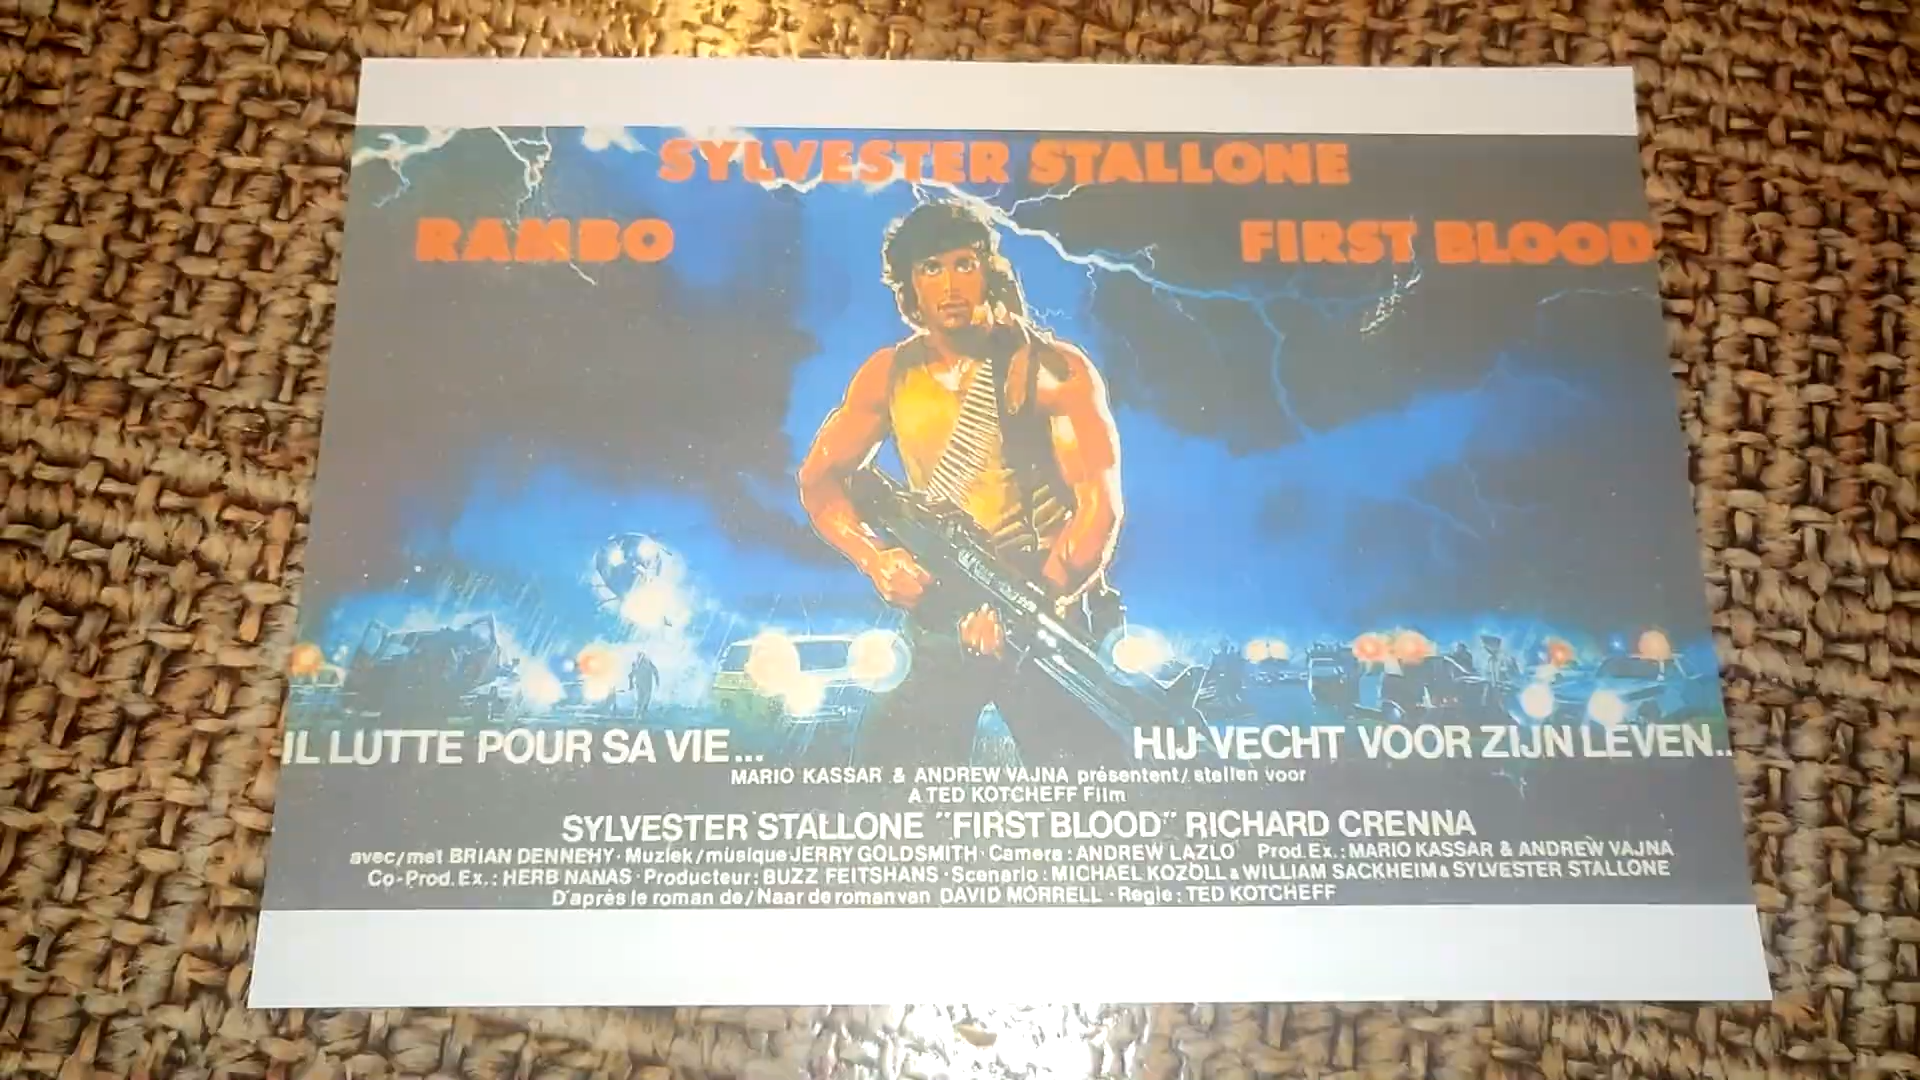 SYLVESTER STALLONE
RAMBO
FIRST BLOOD
IL LUTTE POUR SA VIE...
HIJ VECHT VOOR ZIJN LEVEN..
MARIO KASSAR & ANDREW VAJNA présentent/stellen voor
A TED KOTCHEFF Film
SYLVESTER STALLONE "FIRST BLOOD" RICHARD CRENNA
avec/met BRIAN DENNEHY · Muziek/musique JERRY GOLDSMITH · Camera: ANDREW LAZLO Prod. Ex.: MARIO KASSAR & ANDREW VAJNA
Co-Prod. Ex.: HERB NANAS · Producteur: BUZZ FEITSHANS · Scenario: MICHAEL KOZOLL & WILLIAM SACKHEIM & SYLVESTER STALLONE
D'après le roman de/Naar de roman van DAVID MORRELL · Regie: TED KOTCHEFF